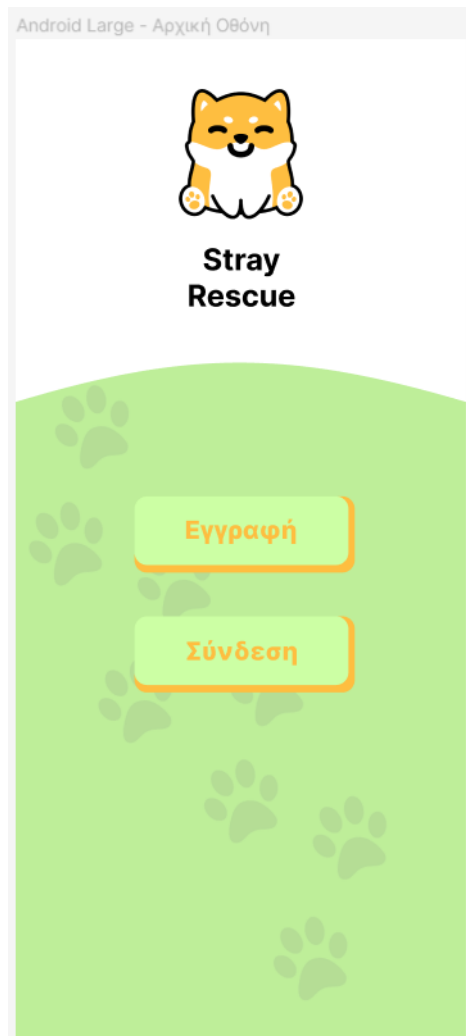 Android Large - Αρχική Οθόνη
Stray
Rescue
Εγγραφή
Σύνδεση